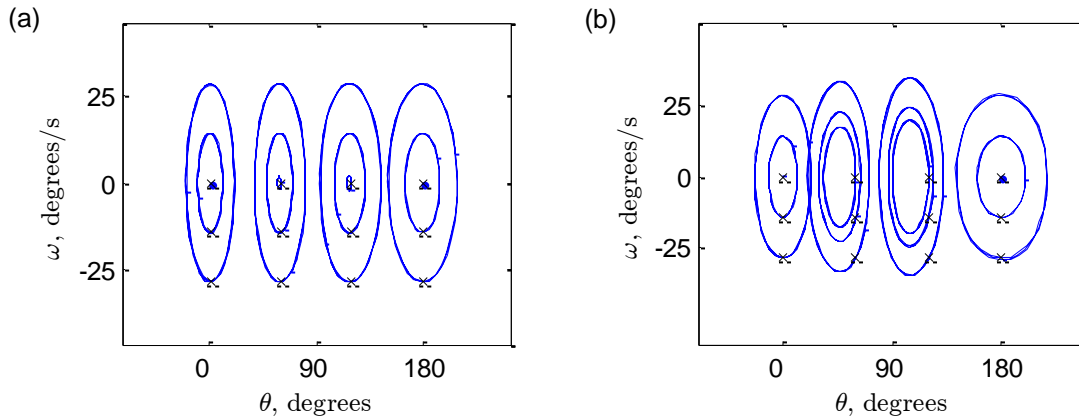 (a)
(b)
25
0
-25
ω, degrees/s
0 90 180
θ, degrees
25
0
-25
ω, degrees/s
0 90 180
θ, degrees